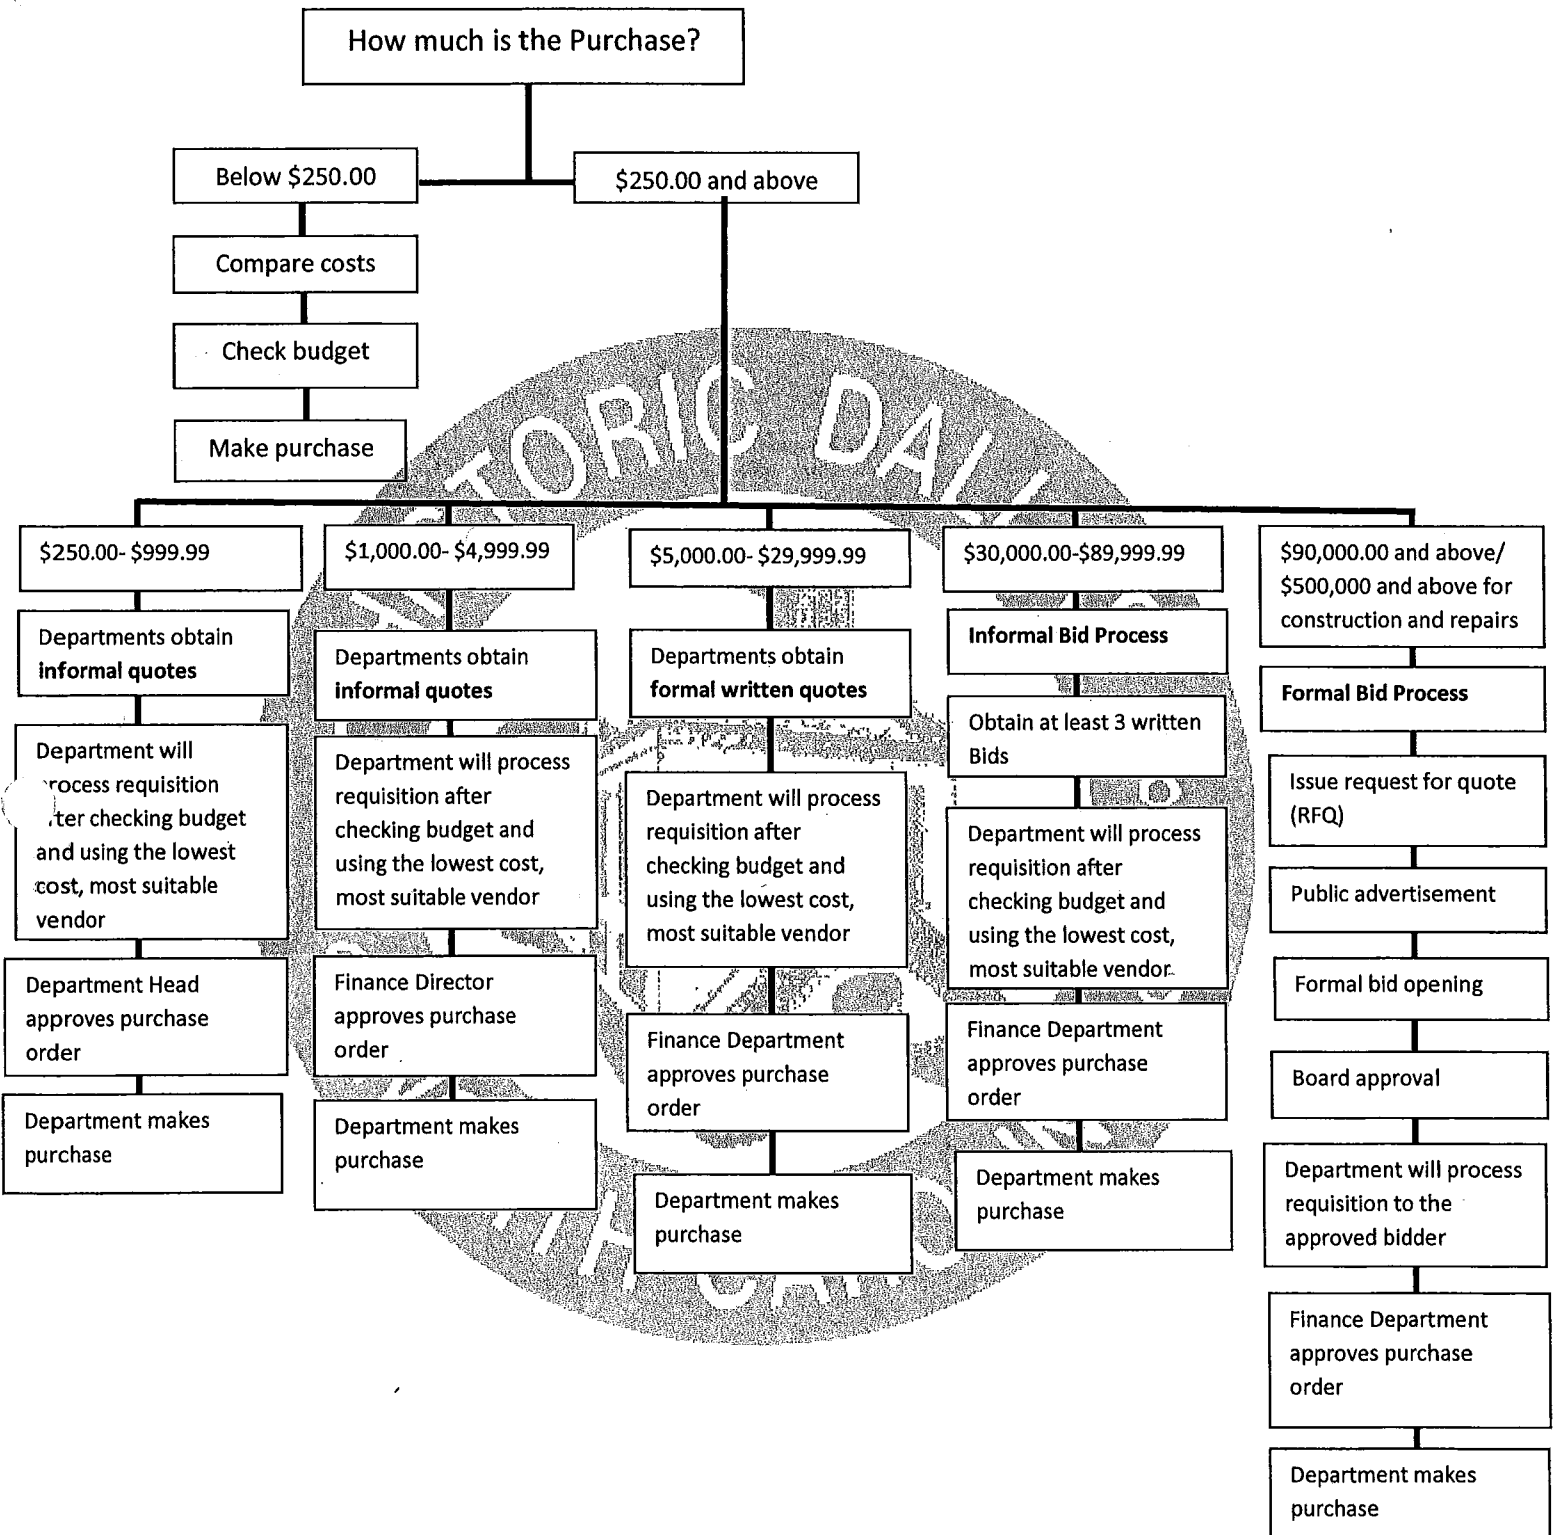 How much is the Purchase?
Below $250.00
Compare costs
Check budget
Make purchase
$250.00 and above
$250.00- $999.99
Departments obtain
informal quotes
Department will
rocess requisition
ter checking budget
and using the lowest
cost, most suitable
vendor
Department Head
approves purchase
order
Department makes
purchase
$1,000.00- $4,999.99
Departments obtain
informal quotes
Department will process
requisition after
checking budget and
using the lowest cost,
most suitable vendor
Finance Director
approves purchase
order
Department makes
purchase
$5,000.00- $29,999.99
Departments obtain
formal written quotes
Department will process
requisition after
checking budget and
using the lowest cost,
most suitable vendor
Finance Department
approves purchase
order
Department makes
purchase
$30,000.00-$89,999.99
Informal Bid Process
Obtain at least 3 written
Bids
Department will process
requisition after
checking budget and
using the lowest cost,
most suitable vendor
Finance Department
approves purchase
order
Department makes
purchase
$90,000.00 and above/
$500,000 and above for
construction and repairs
Formal Bid Process
Issue request for quote
(RFQ)
Public advertisement
Formal bid opening
Board approval
Department will process
requisition to the
approved bidder
Finance Department
approves purchase
order
Department makes
purchase